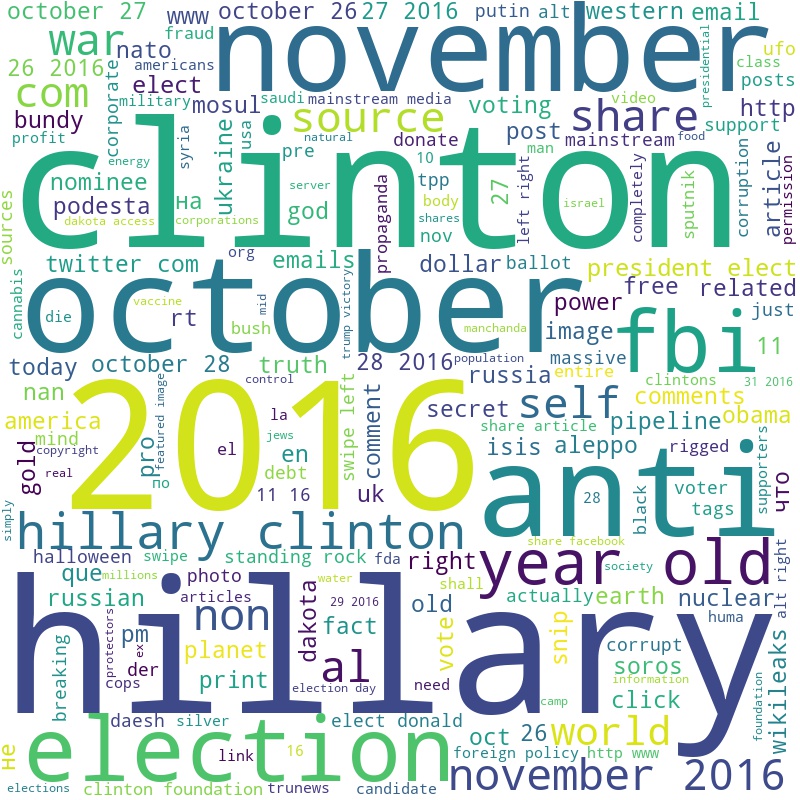 october 27
www
october 26
27 2016
putin
alt
western
email
war
fraud
nato
americans
november
presidential
ufo
class
26 2016
com
corporate
elect
military
mosul
saudi
mainstream media
voting
share
video
posts
http
bundy
profit
source
post
mainstream
support
energy
syria
ukraine
usa
natural
pre
donate
10
man
food
clinton
nominee
podesta
на
server
god
tpp
body
27
left right
completely
israel
sputnik
corruption
article
permission
sources
dakota access
corporations
propaganda
shares
nov
twitter com
org
emails
dollar
ballot
president elect
october
cannabis
vaccine
die
rt
mid
bush
trump victory
manchanda
power
free
related
image
just
fbi
11
today
october 28
truth
28 2016
population
massive
entire
russia
clintons
31 2016
nan
control
america
mind
featured image
2016
la
secret
self
comments
obama
copyright
real
gold
pro
el
jews
en
debt
swipe left
comment
share article
pipeline
isis
aleppo
rigged
supporters
simply
по
11 16
uk
anti
28
black
voter
tags
что
hillary clinton
halloween
swipe
standing rock
fda
right
share facebook
year old
society
alt right
que
millions
photo
articles
water
shall
actually
earth
nuclear
russian
29 2016
old
huma
hillary
breaking
pm
protectors
ex
non
dakota
fact
vote
snip
corrupt
wikileaks
planet
cops
der
print
al
election day
need
soros
information
click
camp
foundation
не
daesh
silver
elect donald
oct
26
world
election
link
16
foreign policy
http www
elections
clinton foundation
trunews
candidate
november 2016